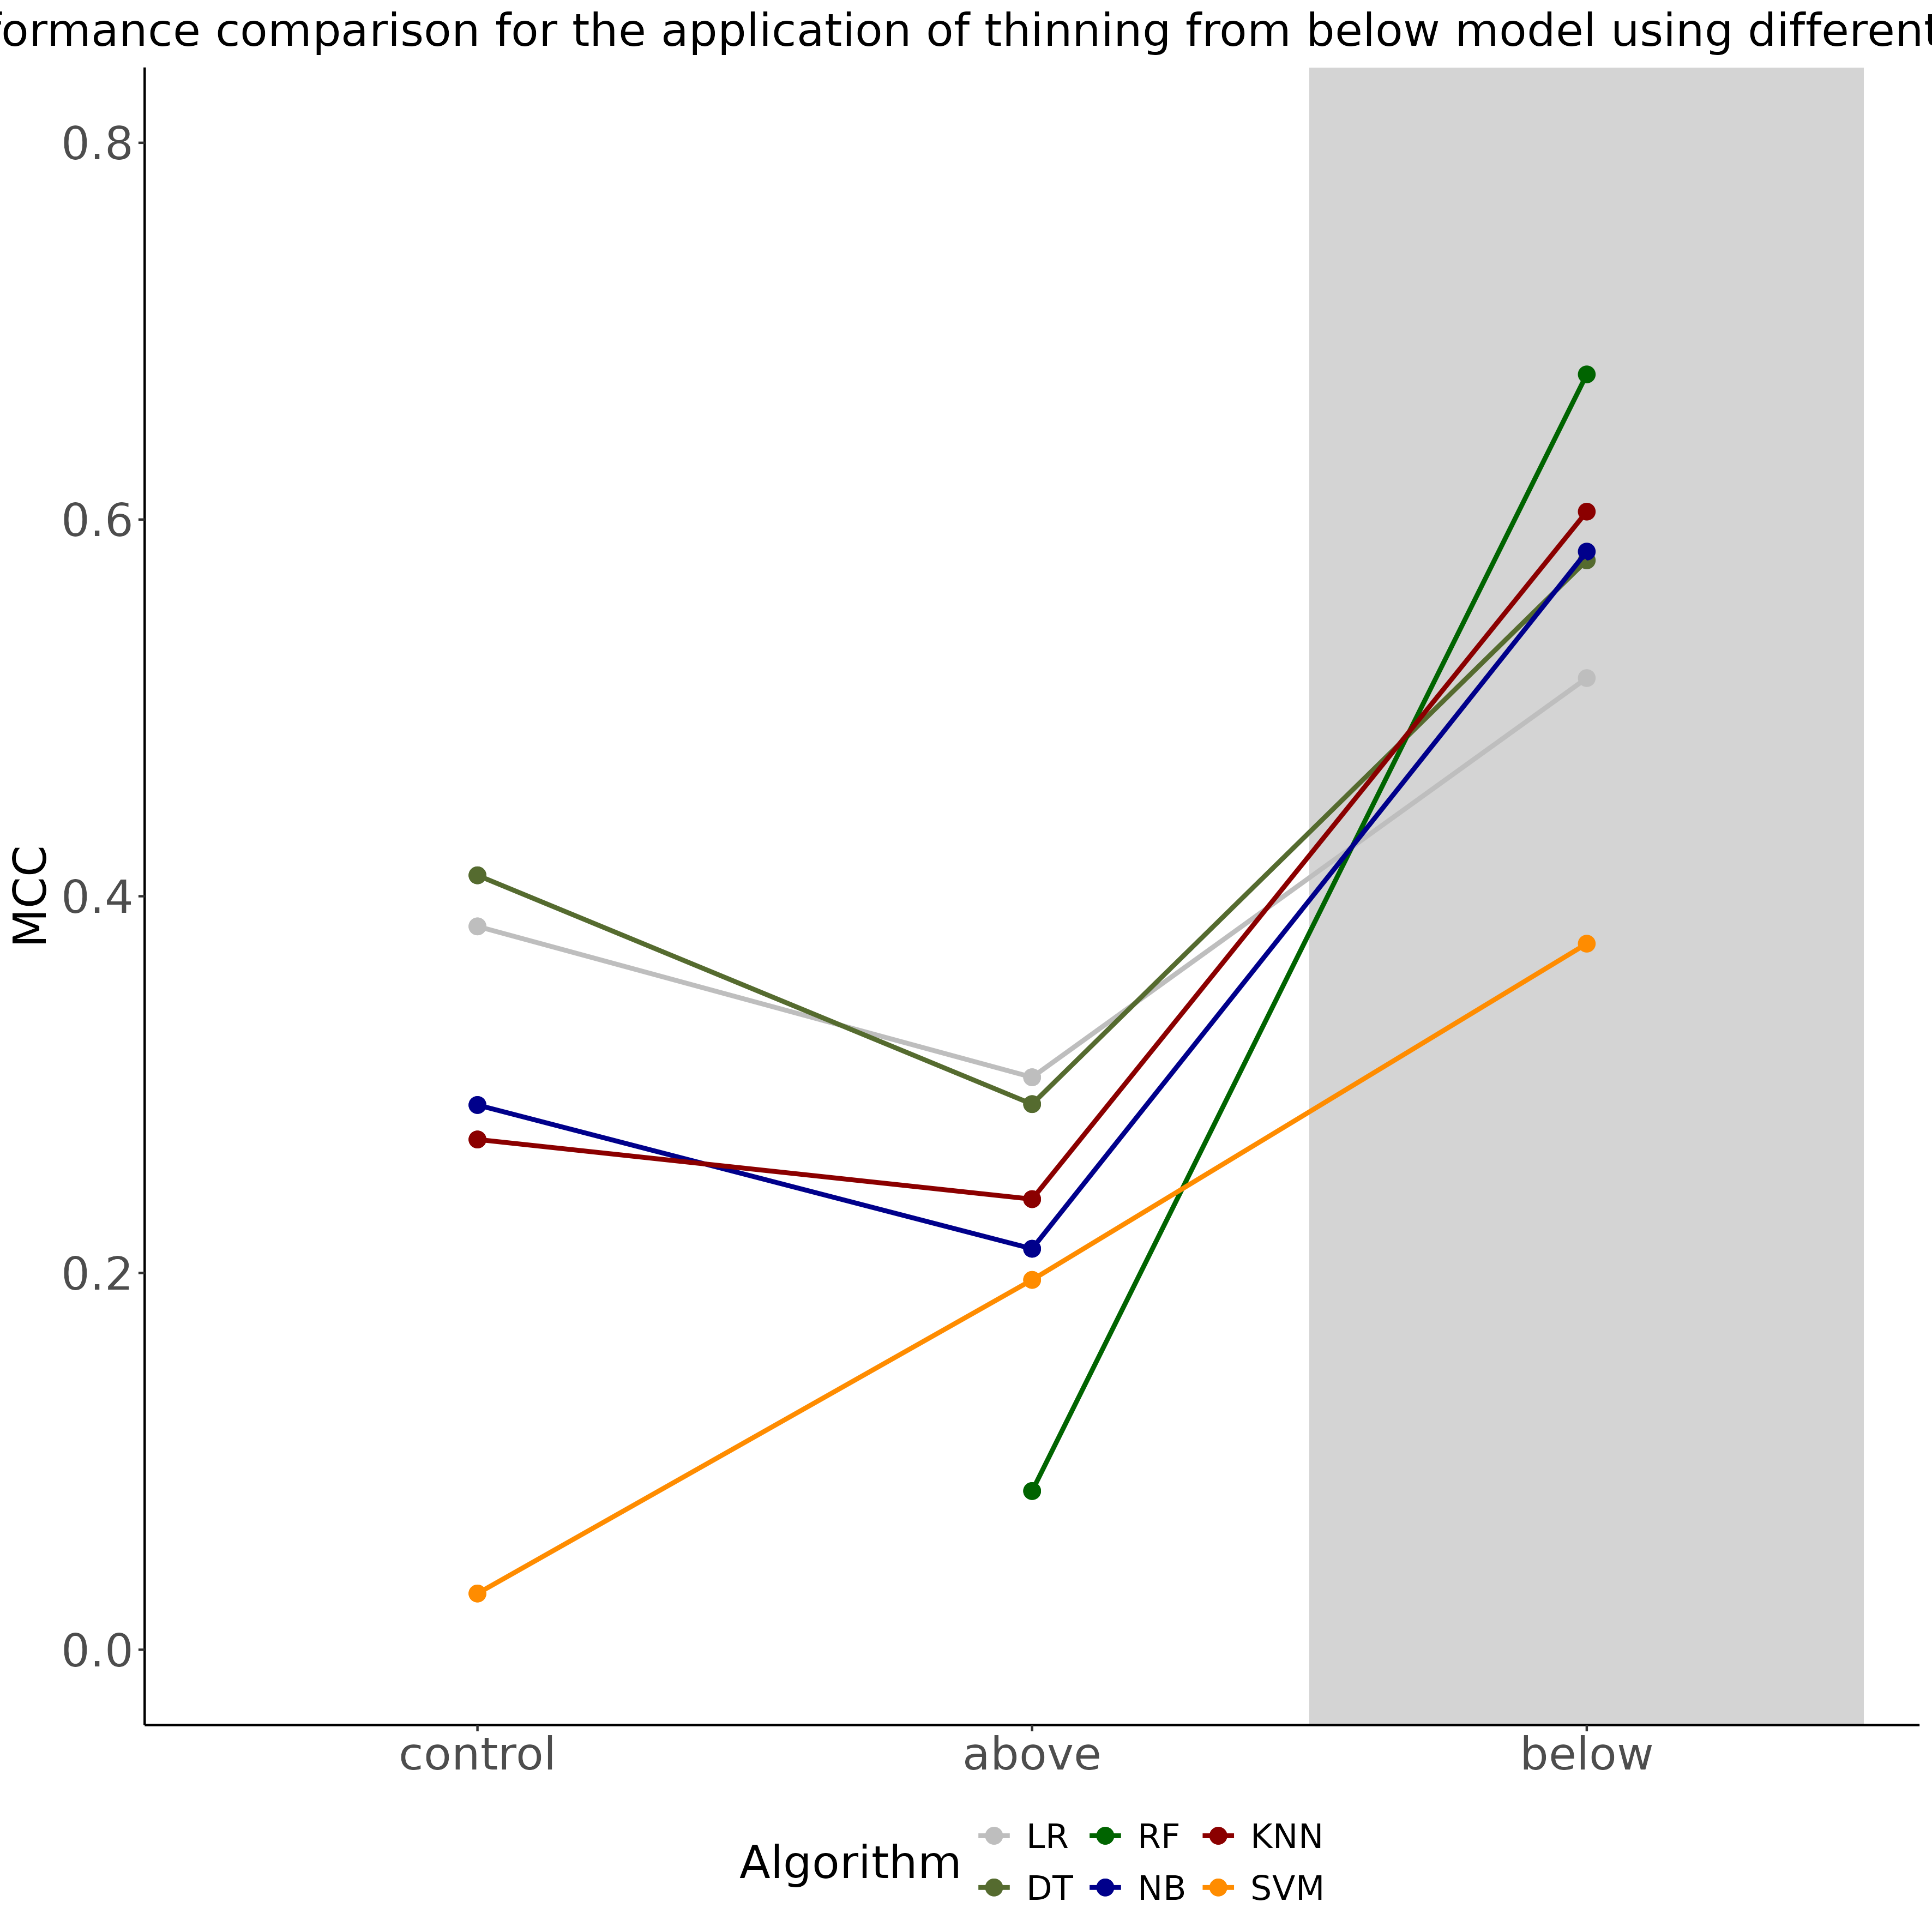 ormance comparison for the application of thinning from below model using different
0.8
0.6
0.4
0.2
0.0
MCC
control above below
Algorithm
LR RF KNN
DT NB SVM